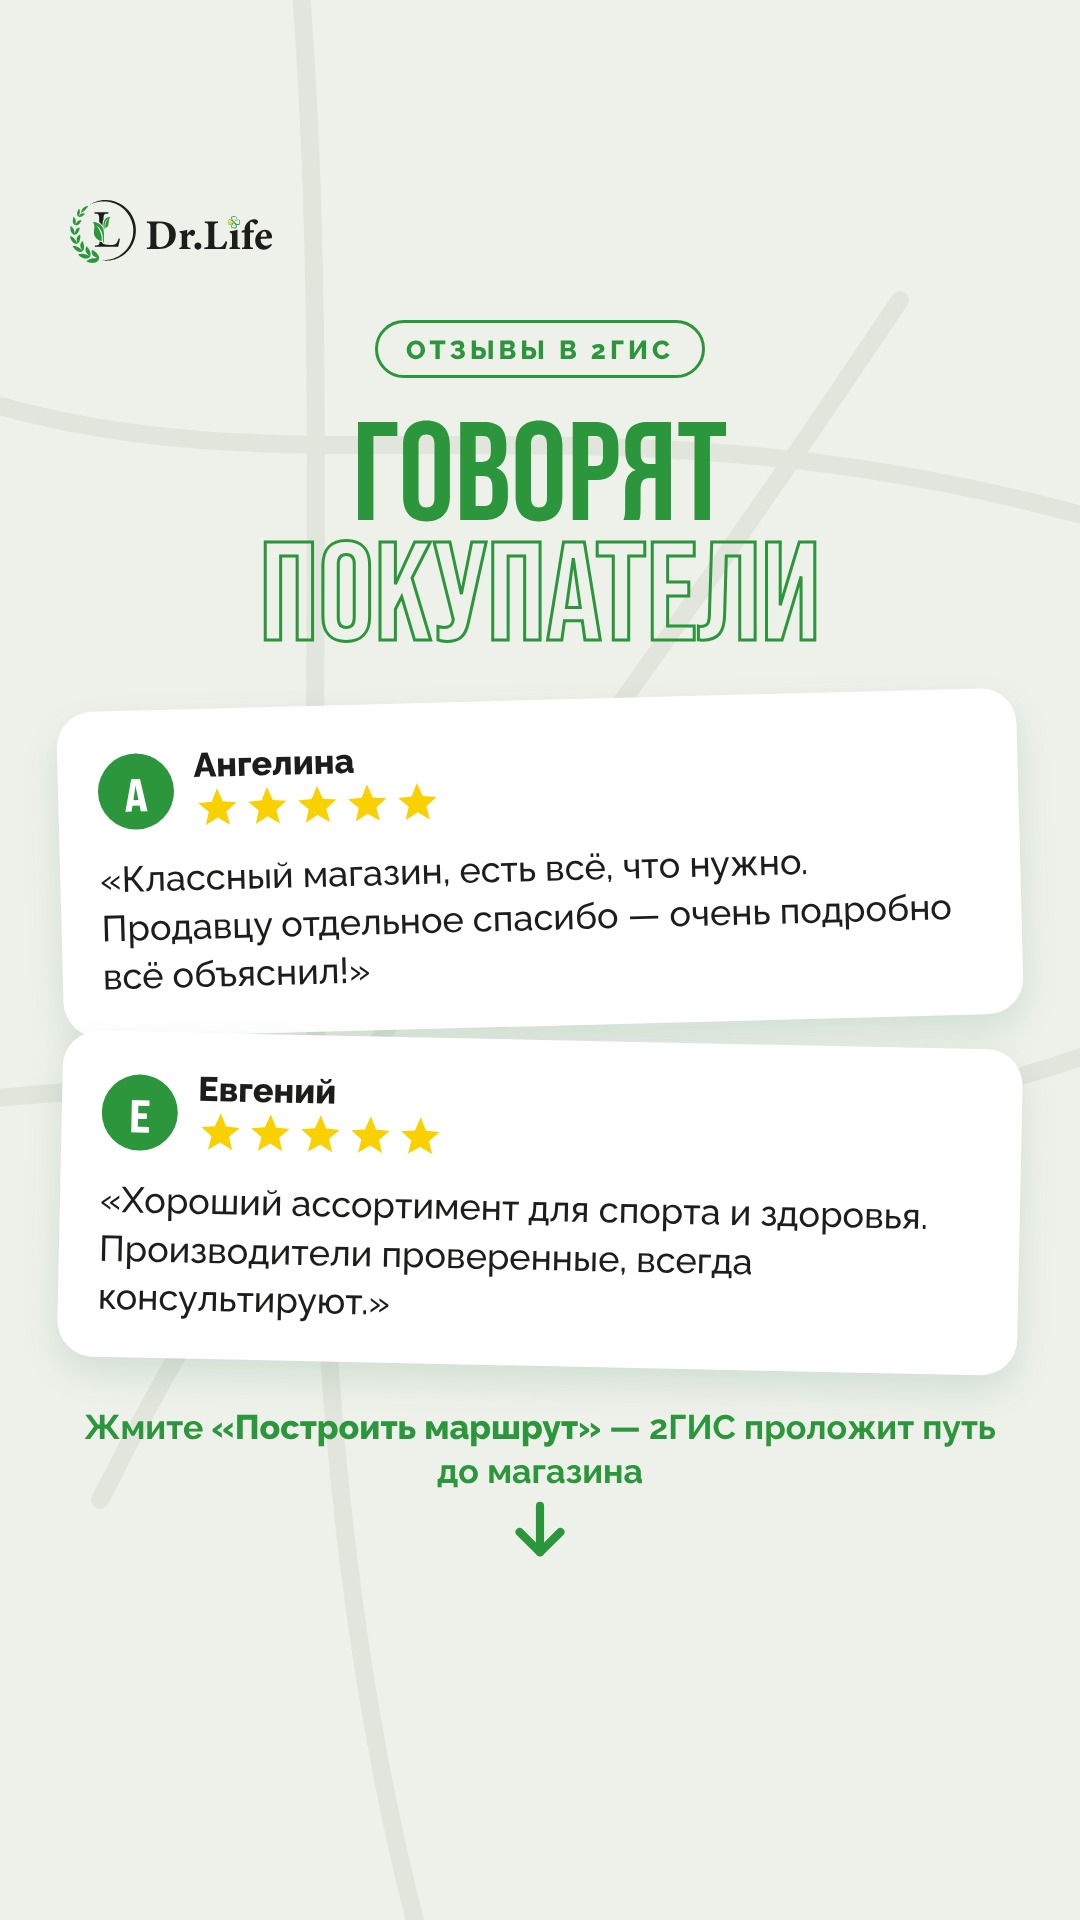 Dr.Life
ОТЗЫВЫ В 2ГИС
ГОВОРЯТ
ПОКУПАТЕЛИ
А
Ангелина
«Классный магазин, есть всё, что нужно.
Продавцу отдельное спасибо — очень подробно
всё объяснил!»
Е
Евгений
«Хороший ассортимент для спорта и здоровья.
Производители проверенные, всегда
консультируют.»
Жмите «Построить маршрут» — 2ГИС проложит путь
до магазина